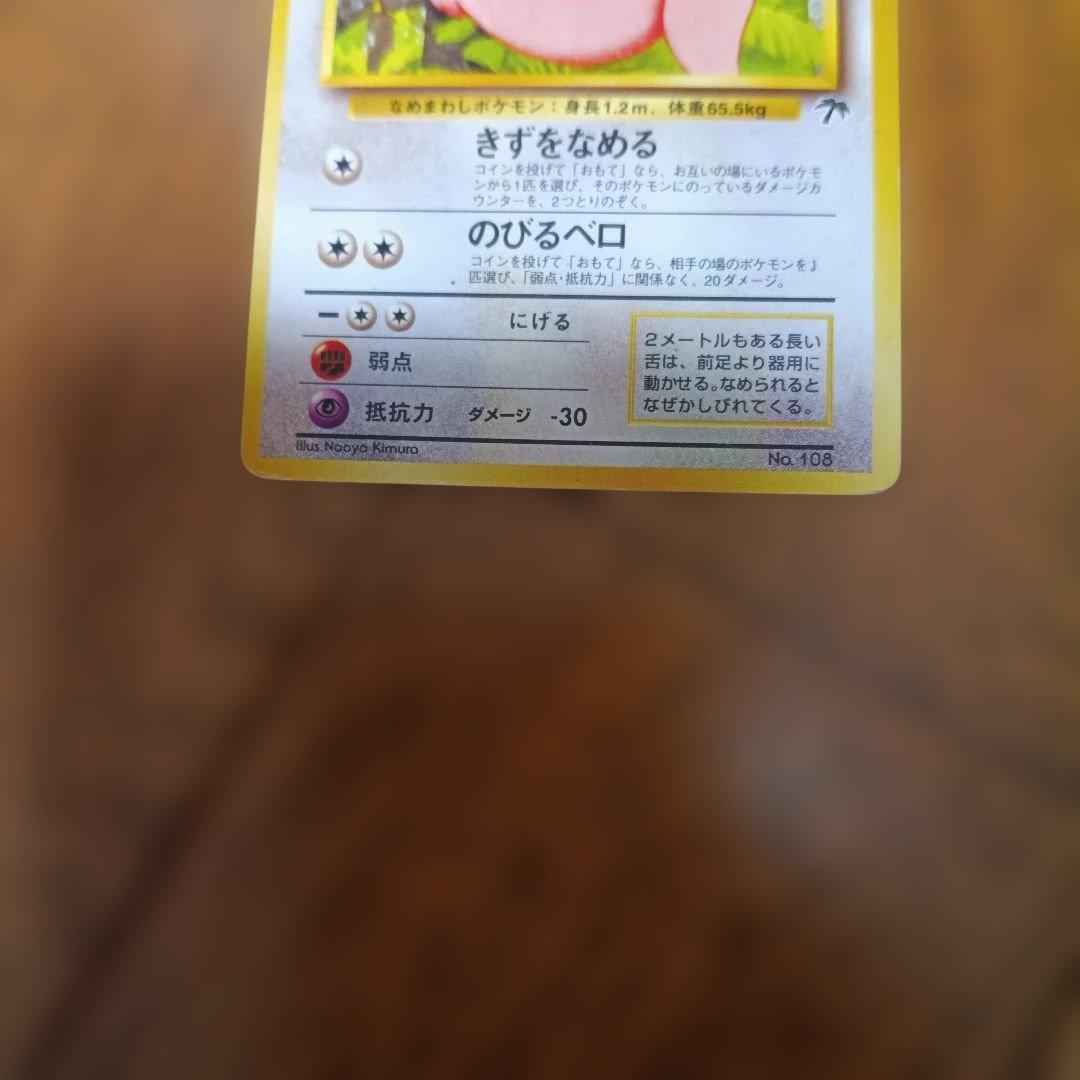 なめまわしポケモン：身長1.2m、体重65.5kg
きずをなめる
コインを投げて「おもて」なら、お互いの場にいるポケモ
ンから1匹を選び、そのポケモンにのっているダメージカ
ウンターを、2つとりのぞく。
のびるベロ
コインを投げて「おもて」なら、相手の場のポケモンを1
匹選び、「弱点・抵抗力」に関係なく、20ダメージ。
ー にげる
弱点
抵抗力 ダメージ -30
2メートルもある長い
舌は、前足より器用に
動かせる。なめられると
なぜかしびれてくる。
Illus. Naoyo Kimura
No. 108